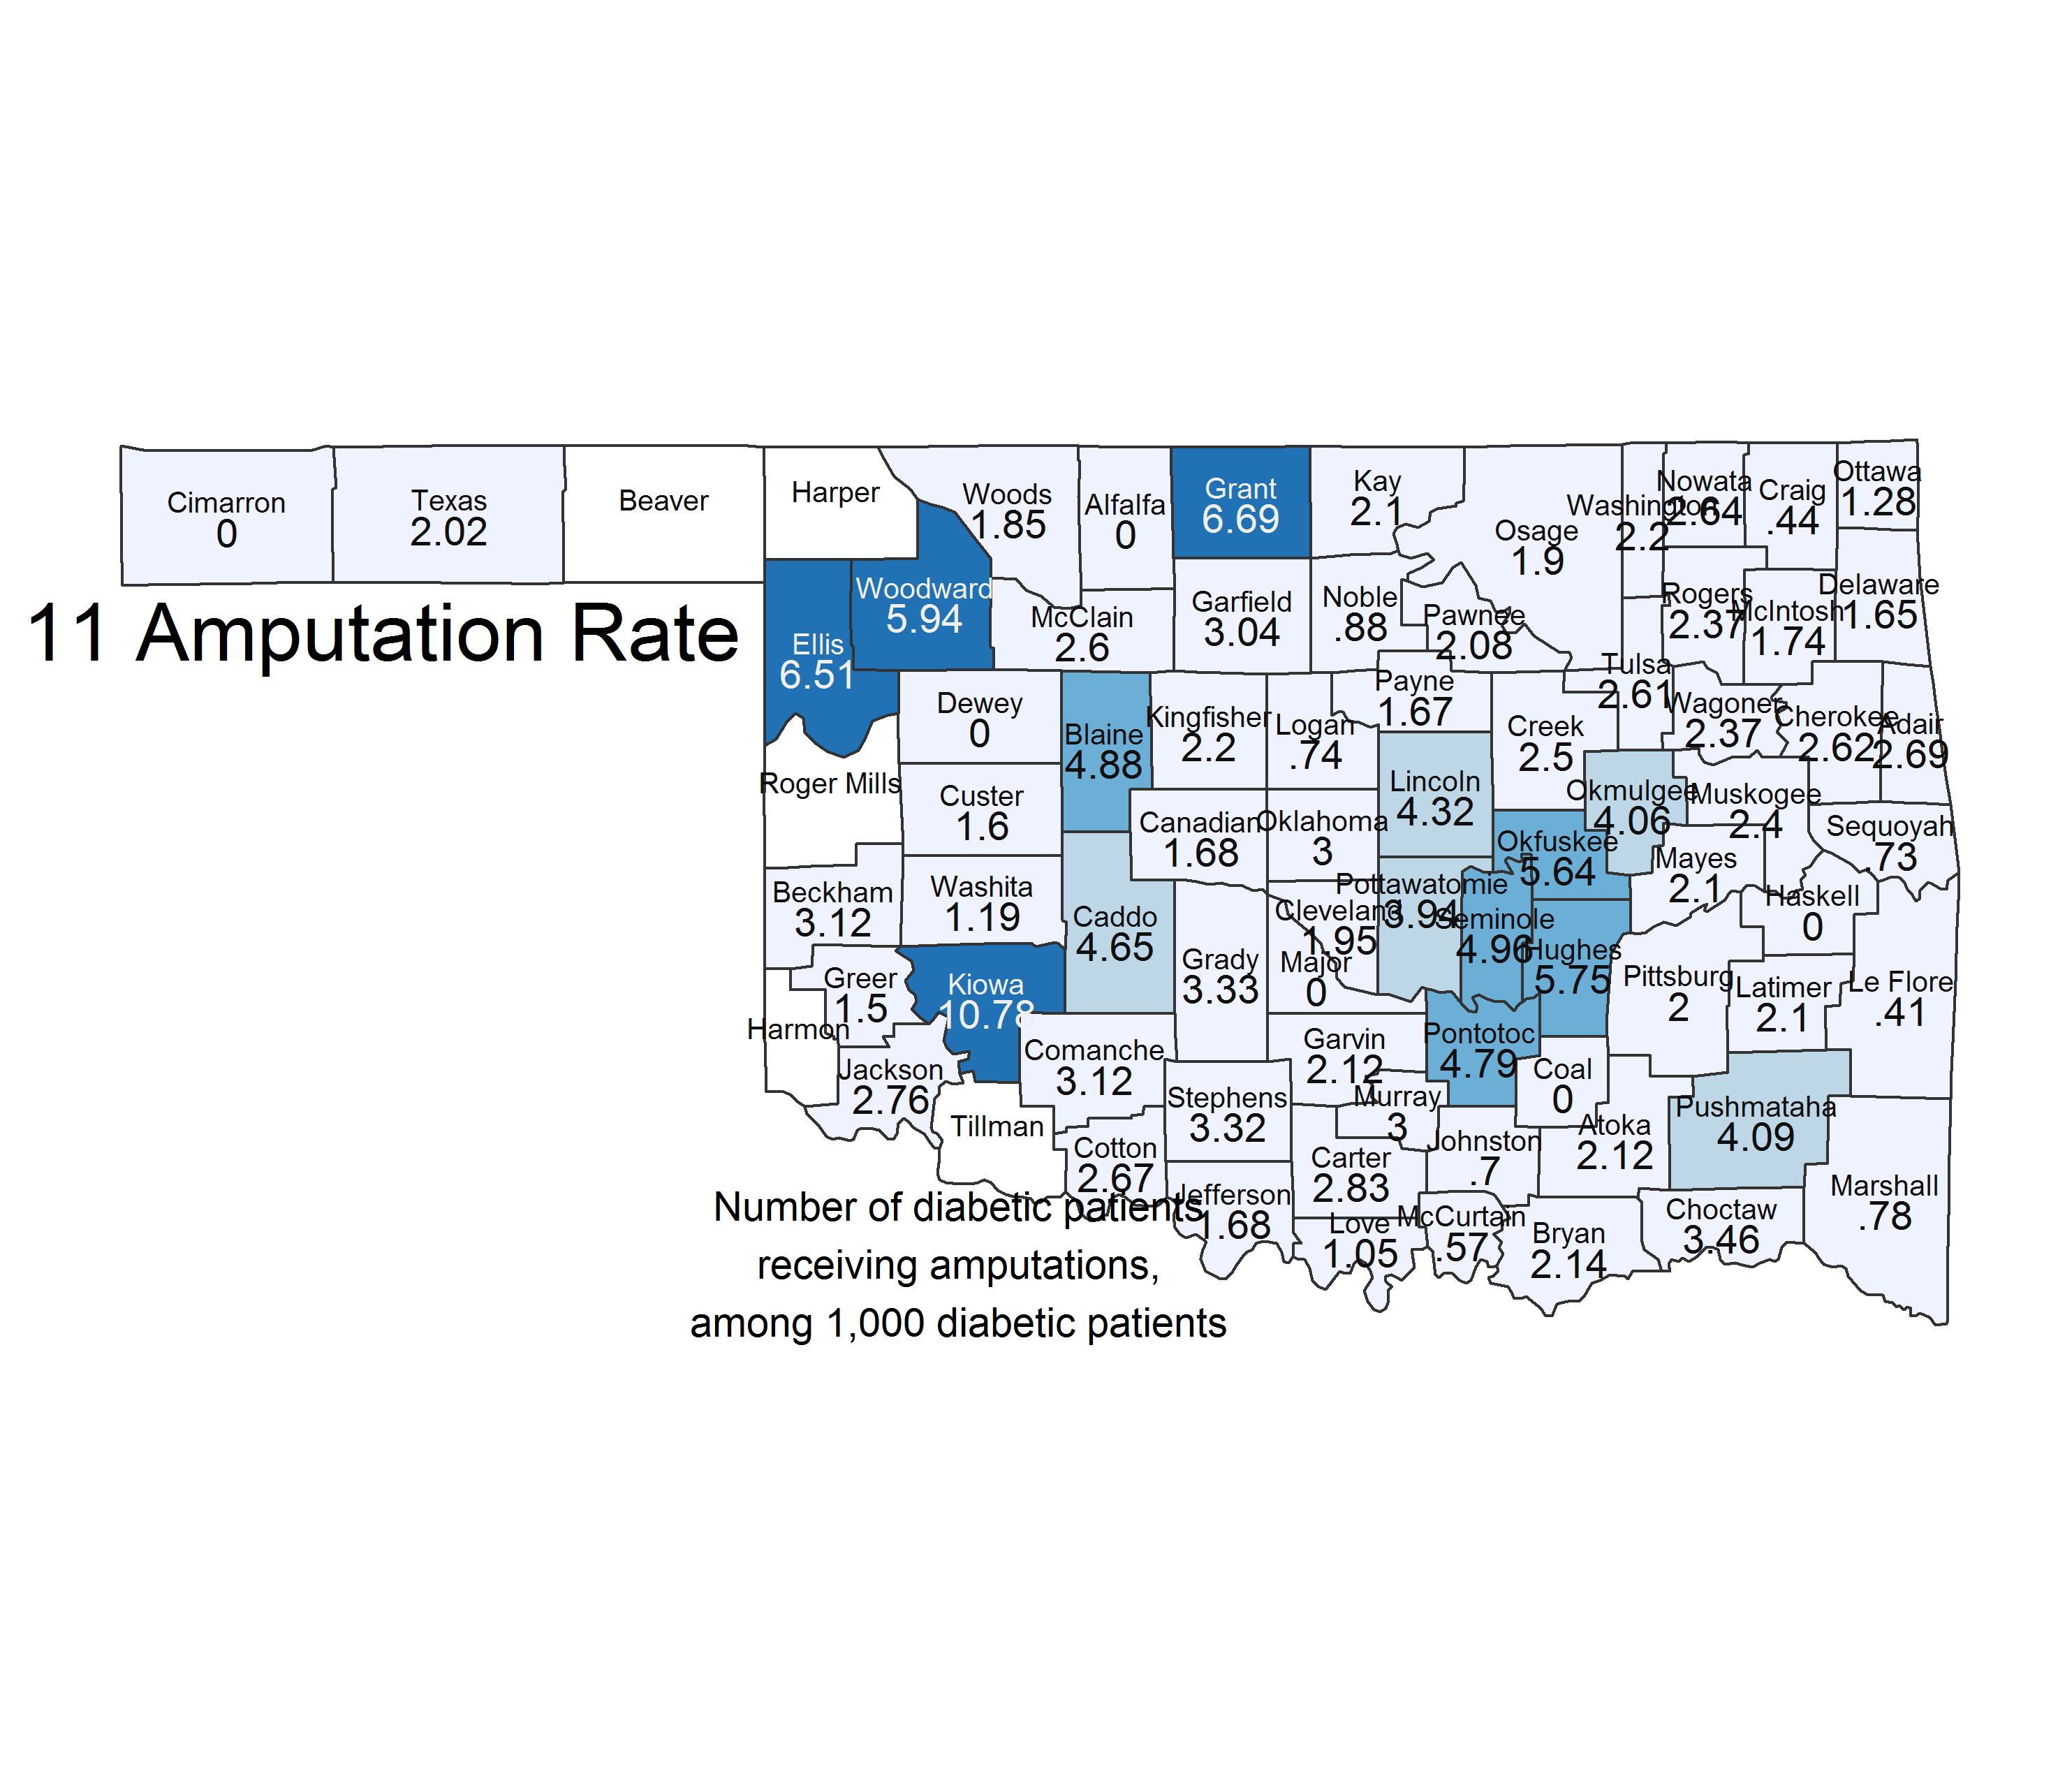 Cimarron
0
Texas
2.02
Beaver
Harper
Woods
1.85
Alfalfa
0
Grant
6.69
Kay
2.1
Osage
1.9
Washington
2.2
Nowata
2.64
Craig
.44
Ottawa
1.28
11 Amputation Rate
Ellis
6.51
Woodward
5.94
McClain
2.6
Garfield
3.04
Noble
.88
Pawnee
2.08
Rogers
2.37
McIntosh
1.74
Delaware
1.65
Dewey
0
Blaine
4.88
Kingfisher
2.2
Logan
.74
Payne
1.67
Creek
2.5
Tulsa
2.61
Wagoner
2.37
Cherokee
2.62
Adair
2.69
Roger Mills
Custer
1.6
Canadian
1.68
Oklahoma
3
Lincoln
4.32
Okfuskee
5.64
Okmulgee
4.06
Muskogee
2.4
Sequoyah
.73
Beckham
3.12
Washita
1.19
Caddo
4.65
Grady
3.33
Cleveland
1.95
Pottawatomie
3.94
Seminole
4.96
Hughes
5.75
Mayes
2.1
Haskell
0
Major
0
Greer
1.5
Kiowa
10.78
Harmon
Jackson
2.76
Comanche
3.12
Garvin
2.12
Pontotoc
4.79
Pittsburg
2
Latimer
2.1
Le Flore
.41
Tillman
Cotton
2.67
Stephens
3.32
Murray
3
Coal
0
Johnston
.7
Atoka
2.12
Pushmataha
4.09
Carter
2.83
Jefferson
1.68
Love
1.05
McCurtain
.57
Bryan
2.14
Choctaw
3.46
Marshall
.78
Number of diabetic patients
receiving amputations,
among 1,000 diabetic patients